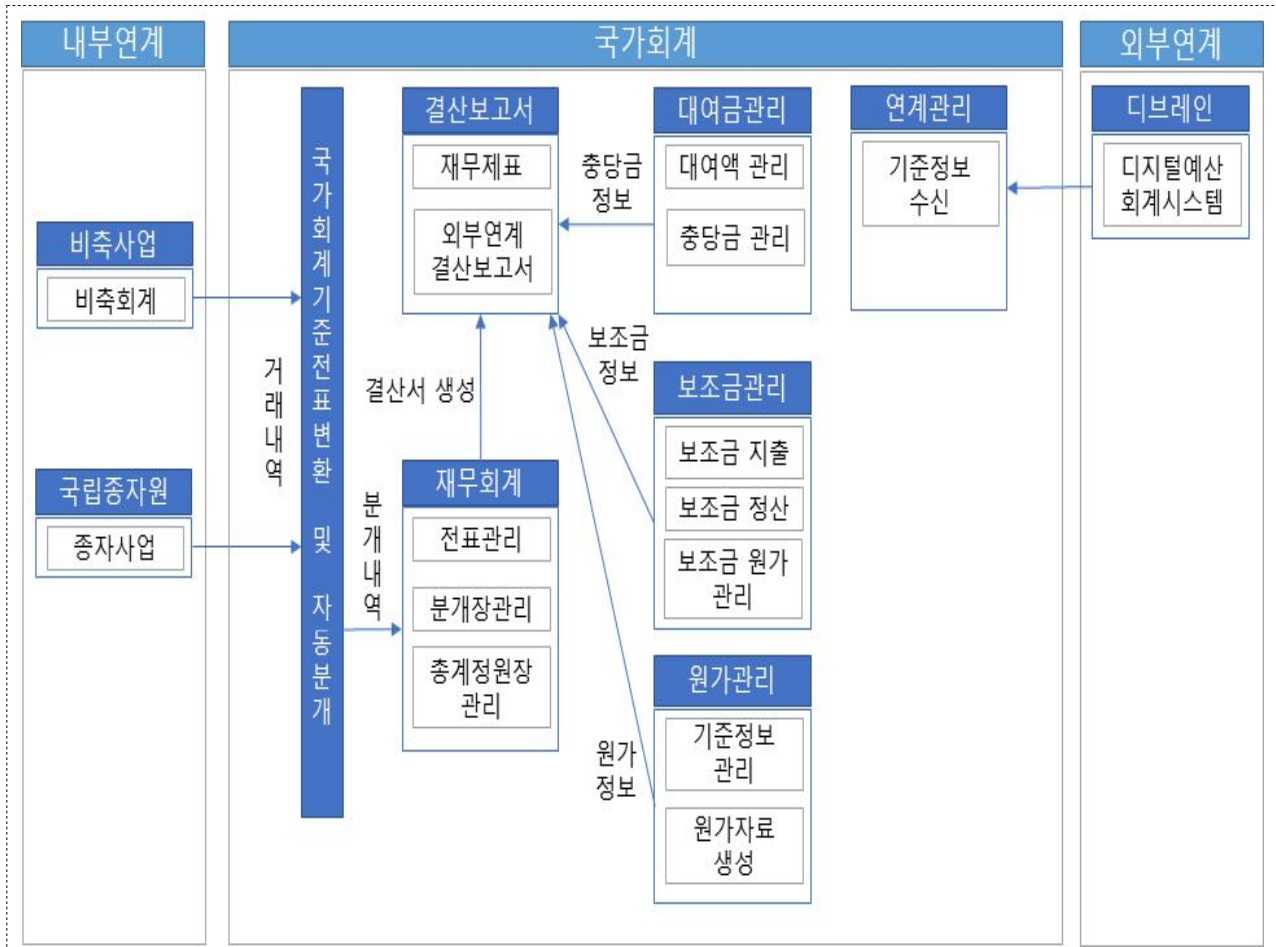 내부연계
비축사업
비축회계
국립종자원
종자사업
거
래
내
역
국가회계
국
가
회
계
기
준
전
표
변
환
및
자
동
분
개
분
개
내
역
결산보고서
재무제표
외부연계
결산보고서
결산서 생성
재무회계
전표관리
분개장관리
총계정원장
관리
충당금
정보
보조금
정보
원가
정보
대여금관리
대여액 관리
충당금 관리
보조금관리
보조금 지출
보조금 정산
보조금 원가
관리
원가관리
기준정보
관리
원가자료
생성
연계관리
기준정보
수신
외부연계
디브레인
디지털예산
회계시스템